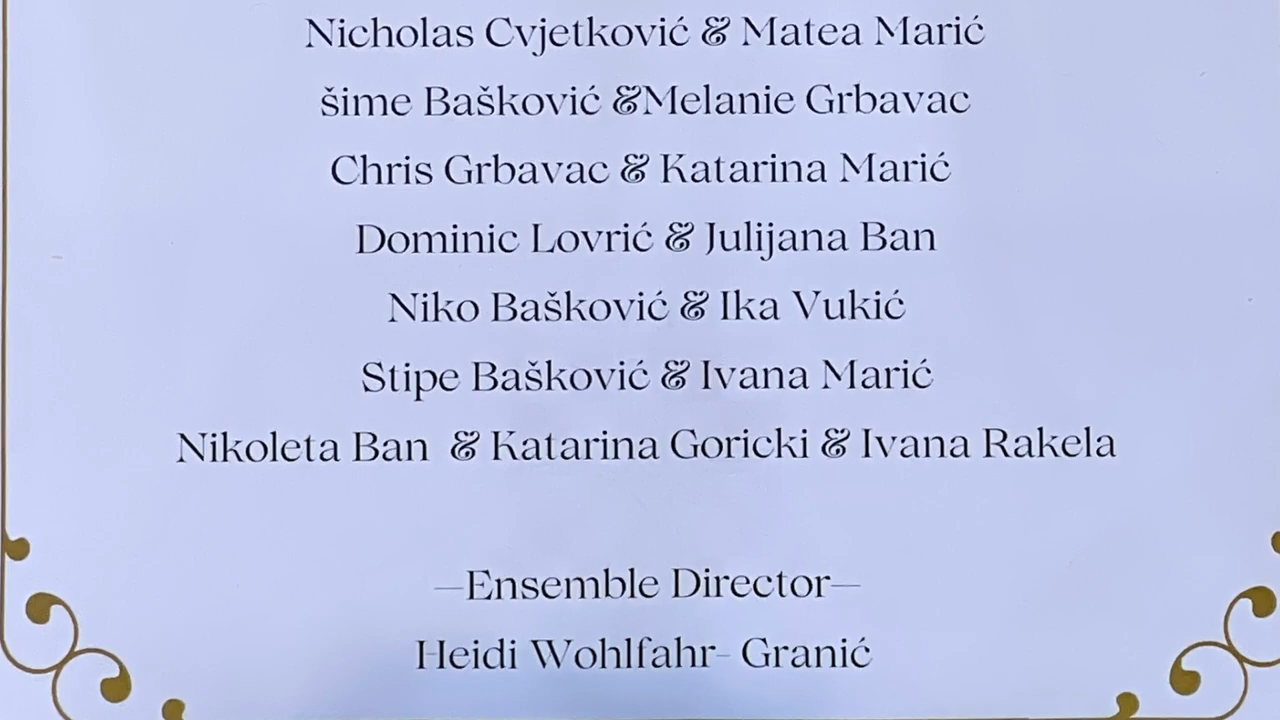 Nicholas Cvjetković & Matea Marić
šime Bašković &Melanie Grbavac
Chris Grbavac & Katarina Marić
Dominic Lovrić & Julijana Ban
Niko Bašković & Ika Vukić
Stipe Bašković & Ivana Marić
Nikoleta Ban & Katarina Goricki & Ivana Rakela
—Ensemble Director—
Heidi Wohlfahr- Granić